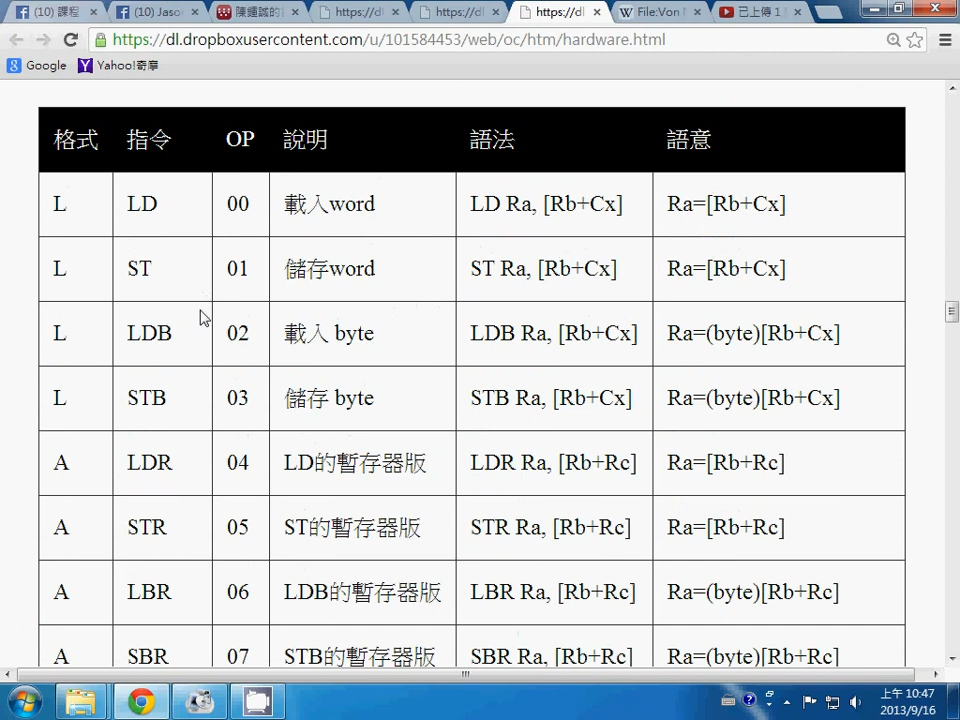 (10) 課程
(10) Jaso
陳鍾誠的
https://dl
https://dl
https://dl
File:Von N
已上傳 1
https://dl.dropboxusercontent.com/u/101584453/web/oc/htm/hardware.html
Google Yahoo!奇摩
格式 指令 OP 說明 語法 語意
L LD 00 載入word LD Ra, [Rb+Cx] Ra=[Rb+Cx]
L ST 01 儲存word ST Ra, [Rb+Cx] Ra=[Rb+Cx]
L LDB 02 載入 byte LDB Ra, [Rb+Cx] Ra=(byte)[Rb+Cx]
L STB 03 儲存 byte STB Ra, [Rb+Cx] Ra=(byte)[Rb+Cx]
A LDR 04 LD的暫存器版 LDR Ra, [Rb+Rc] Ra=[Rb+Rc]
A STR 05 ST的暫存器版 STR Ra, [Rb+Rc] Ra=[Rb+Rc]
A LBR 06 LDB的暫存器版 LBR Ra, [Rb+Rc] Ra=(byte)[Rb+Rc]
A SBR 07 STB的暫存器版 SBR Ra, [Rb+Rc] Ra=(byte)[Rb+Rc]
上午 10:47
2013/9/16